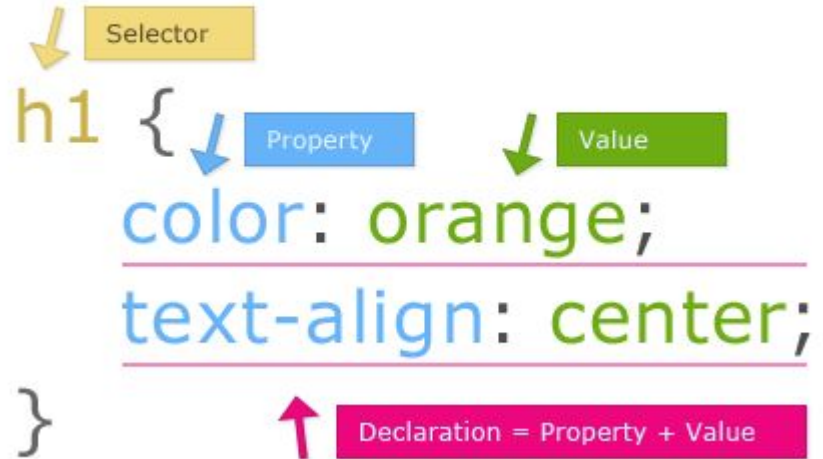 Selector
h1 {
Property
Value
color: orange;
text-align: center;
}
Declaration = Property + Value